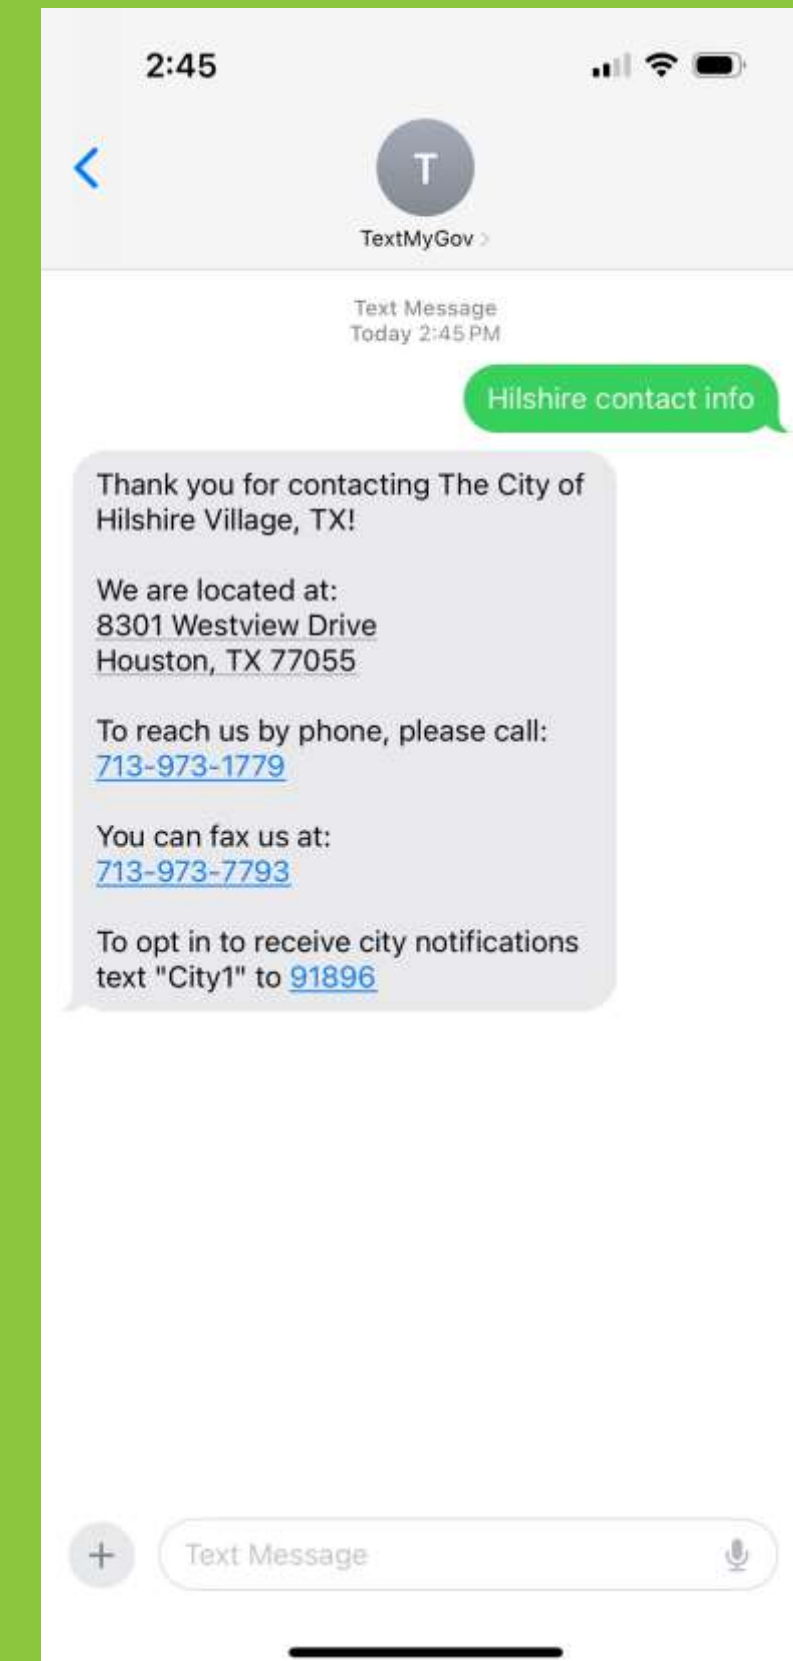 2:45
T
TextMyGov
Text Message
Today 2:45 PM
Hilshire contact info
Thank you for contacting The City of
Hilshire Village, TX!
We are located at:
8301 Westview Drive
Houston, TX 77055
To reach us by phone, please call:
713-973-1779
You can fax us at:
713-973-7793
To opt in to receive city notifications
text "City1" to 91896
Text Message